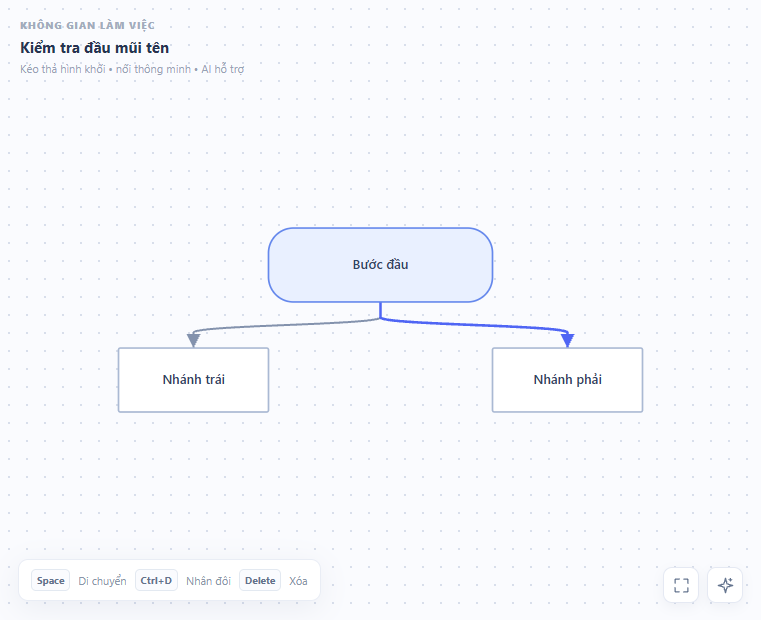 KHÔNG GIAN LÀM VIỆC
Kiểm tra đầu mũi tên
Kéo thả hình khối • nối thông minh • AI hỗ trợ
Bước đầu
Nhánh trái
Nhánh phải
Space Di chuyển Ctrl+D Nhân đôi Delete Xóa